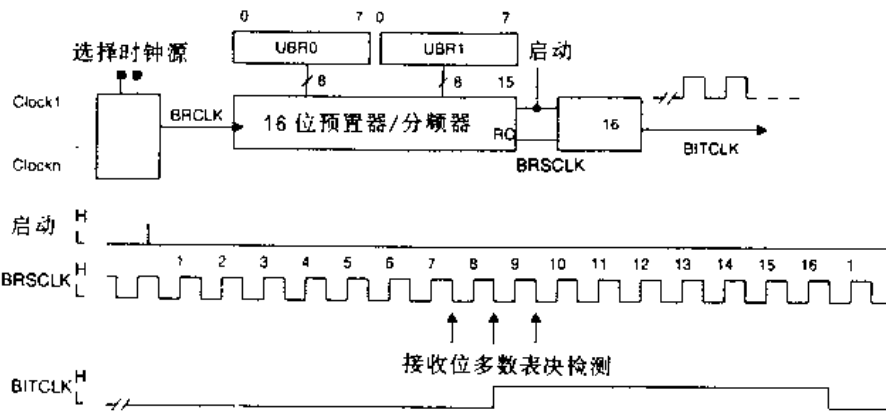 0 7 0 7
UBR0 UBR1
选择时钟源 启动
8 8 15
Clock1
BRCLK 16 位预置器/分频器 RO 16
Clockn BRSCLK BITCLK
启动 H
L
1 2 3 4 5 6 7 8 9 10 11 12 13 14 15 16 1
BRSCLK H
L
接收位多数表决检测
BITCLK H
L